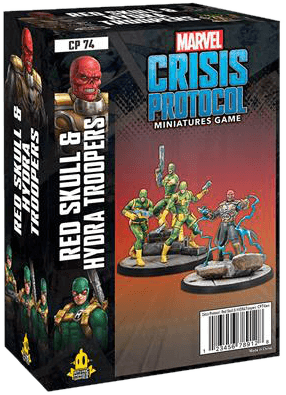 CP 74
RED SKULL &
HYDRA TROOPERS
RED SKULL &
HYDRA
TROOPERS
MARVEL
CRISIS
PROTOCOL
MINIATURES GAME